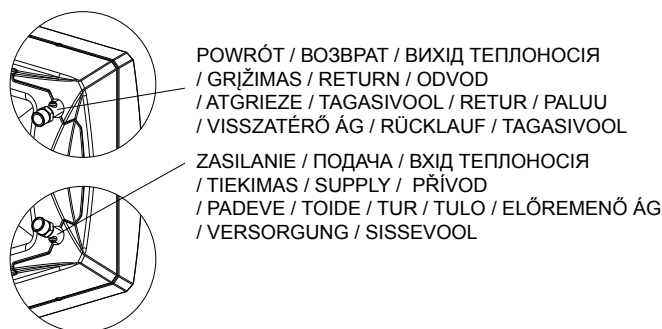 POWRÓT / ВОЗВРАТ / ВИХІД ТЕПЛОНОСІЯ
/ GRĮŽIMAS / RETURN / ODVOD
/ ATGRIEZE / TAGASIVOOL / RETUR / PALUU
/ VISSZATÉRŐ ÁG / RÜCKLAUF / TAGASIVOOL
ZASILANIE / ПОДАЧА / ВХІД ТЕПЛОНОСІЯ
/ TIEKIMAS / SUPPLY / PŘÍVOD
/ PADEVE / TOIDE / TUR / TULO / ELŐREMENŐ ÁG
/ VERSORGUNG / SISSEVOOL